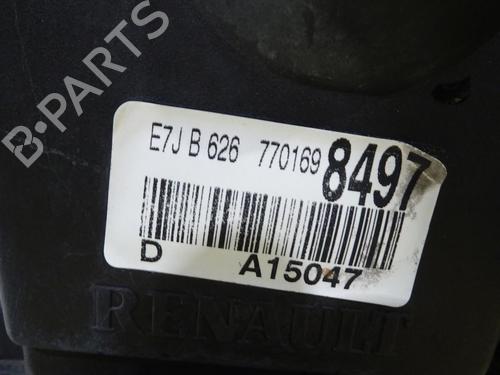 B-PARTS
E7J B 626 770169 8497
D A15047
RENAULT